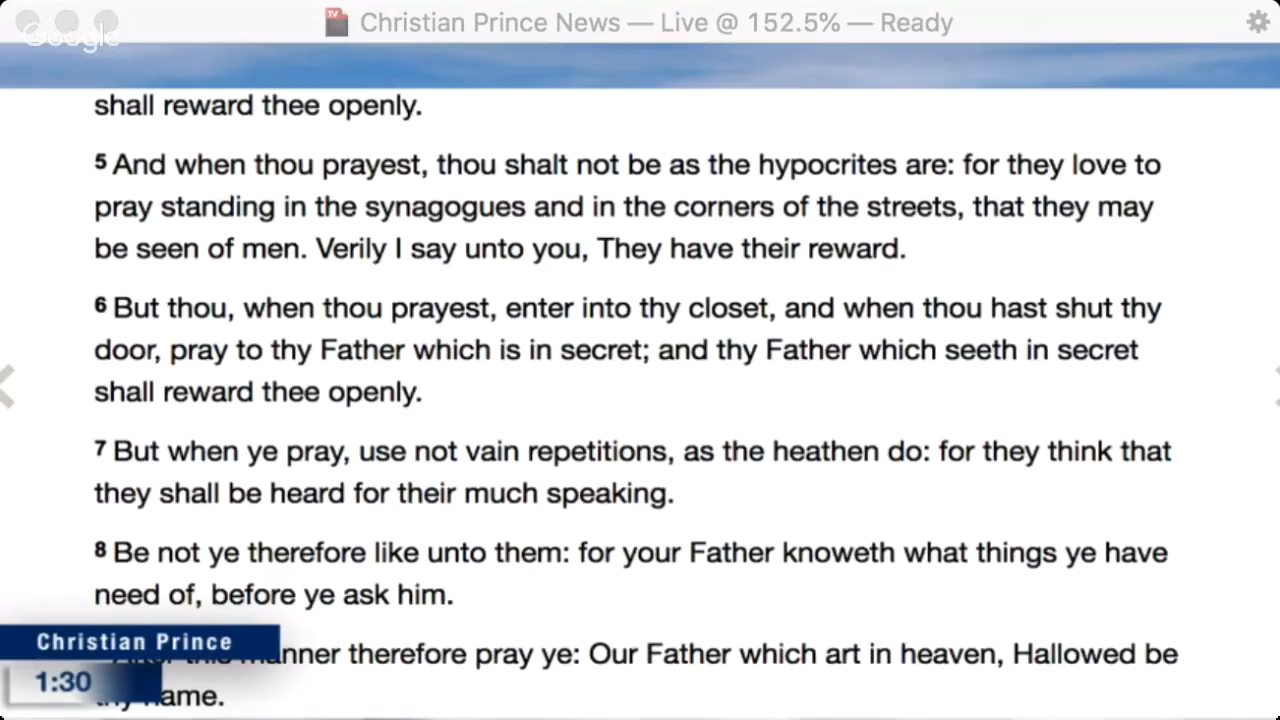 Christian Prince News — Live @ 152.5% — Ready
Google
shall reward thee openly.
5 And when thou prayest, thou shalt not be as the hypocrites are: for they love to
pray standing in the synagogues and in the corners of the streets, that they may
be seen of men. Verily I say unto you, They have their reward.
6 But thou, when thou prayest, enter into thy closet, and when thou hast shut thy
door, pray to thy Father which is in secret; and thy Father which seeth in secret
shall reward thee openly.
7 But when ye pray, use not vain repetitions, as the heathen do: for they think that
they shall be heard for their much speaking.
8 Be not ye therefore like unto them: for your Father knoweth what things ye have
need of, before ye ask him.
Christian Prince
manner therefore pray ye: Our Father which art in heaven, Hallowed be
1:30
thy name.